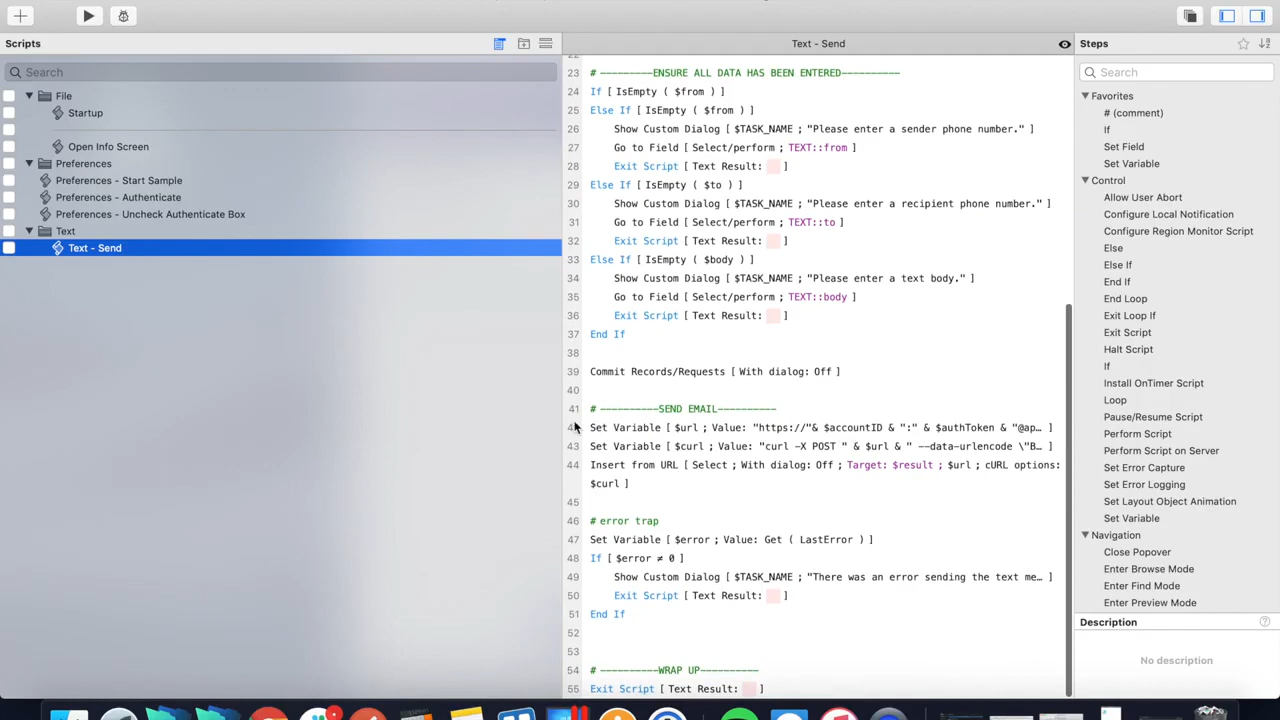 Scripts
Text - Send
Steps
Search
Search
File
Startup
Open Info Screen
Preferences
Preferences - Start Sample
Preferences - Authenticate
Preferences - Uncheck Authenticate Box
Text
Text - Send
23 # ----------ENSURE ALL DATA HAS BEEN ENTERED-----------
24 If [ IsEmpty ( $from ) ]
25 Else If [ IsEmpty ( $from ) ]
26 Show Custom Dialog [ $TASK_NAME ; "Please enter a sender phone number." ]
27 Go to Field [ Select/perform ; TEXT::from ]
28 Exit Script [ Text Result: ]
29 Else If [ IsEmpty ( $to ) ]
30 Show Custom Dialog [ $TASK_NAME ; "Please enter a recipient phone number." ]
31 Go to Field [ Select/perform ; TEXT::to ]
32 Exit Script [ Text Result: ]
33 Else If [ IsEmpty ( $body ) ]
34 Show Custom Dialog [ $TASK_NAME ; "Please enter a text body." ]
35 Go to Field [ Select/perform ; TEXT::body ]
36 Exit Script [ Text Result: ]
37 End If
38
39 Commit Records/Requests [ With dialog: Off ]
40
41 # -----------SEND EMAIL-----------
Set Variable [ $url ; Value: "https://"& $accountID & ":" & $authToken & "@ap... ]
43 Set Variable [ $curl ; Value: "curl -X POST " & $url & " --data-urlencode \"B... ]
44 Insert from URL [ Select ; With dialog: Off ; Target: $result ; $url ; cURL options:
$curl ]
45
46 # error trap
47 Set Variable [ $error ; Value: Get ( LastError ) ]
48 If [ $error ≠ 0 ]
49 Show Custom Dialog [ $TASK_NAME ; "There was an error sending the text me... ]
50 Exit Script [ Text Result: ]
51 End If
52
53
54 # -----------WRAP UP-----------
55 Exit Script [ Text Result: ]
Favorites
# (comment)
If
Set Field
Set Variable
Control
Allow User Abort
Configure Local Notification
Configure Region Monitor Script
Else
Else If
End If
End Loop
Exit Loop If
Exit Script
Halt Script
If
Install OnTimer Script
Loop
Pause/Resume Script
Perform Script
Perform Script on Server
Set Error Capture
Set Error Logging
Set Layout Object Animation
Set Variable
Navigation
Close Popover
Enter Browse Mode
Enter Find Mode
Enter Preview Mode
Description
No description